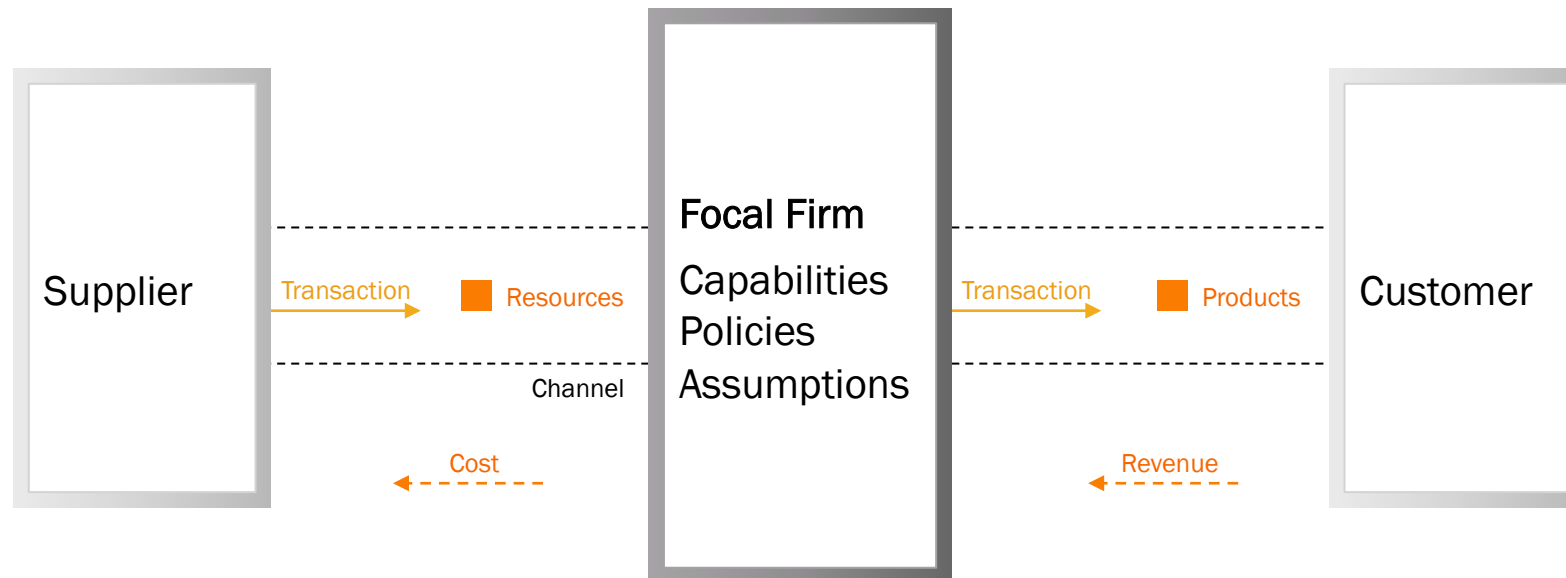 Supplier
Transaction
Resources
Channel
Cost
Focal Firm
Capabilities
Policies
Assumptions
Transaction
Products
Revenue
Customer